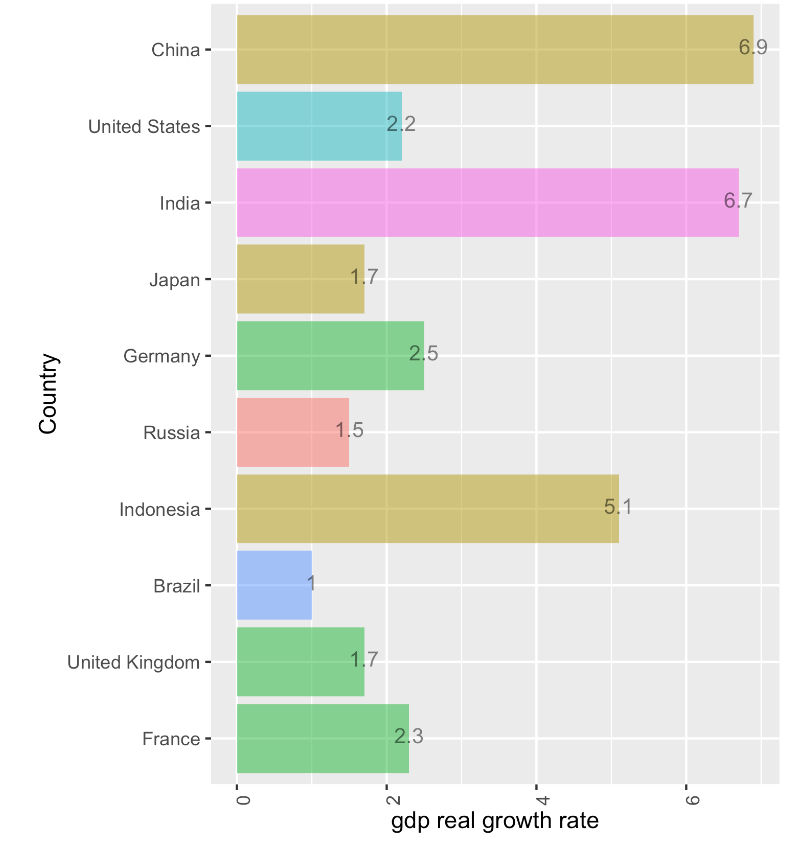 China
6.9
United States
2.2
India
6.7
Japan
1.7
Germany
2.5
Russia
1.5
Indonesia
5.1
Brazil
1
United Kingdom
1.7
France
2.3
Country
0
2
4
6
gdp real growth rate